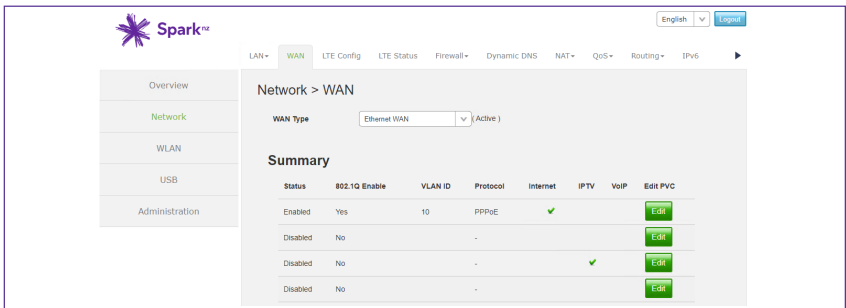 English Logout
Spark nz
LAN WAN LTE Config LTE Status Firewall Dynamic DNS NAT QoS Routing IPv6
Overview
Network
WLAN
USB
Administration
Network > WAN
WAN Type Ethernet WAN ( Active )
Summary
Status 802.1Q Enable VLAN ID Protocol Internet IPTV VoIP Edit PVC
Enabled Yes 10 PPPoE Edit
Disabled No - Edit
Disabled No - Edit
Disabled No - Edit